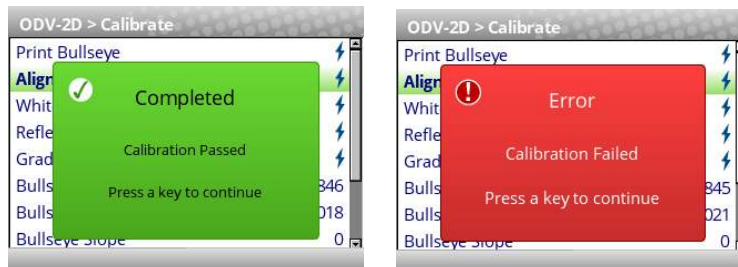 ODV-2D > Calibrate
Print Bullseye
Align
Completed
Whit
Refle
Calibration Passed
Grad
Bulls 846
Press a key to continue
Bulls 018
Bullseye Slope 0
ODV-2D > Calibrate
Print Bullseye
Align
Error
Whit
Refle
Calibration Failed
Grad
Bulls 845
Press a key to continue
Bulls 021
Bullseye Slope 0